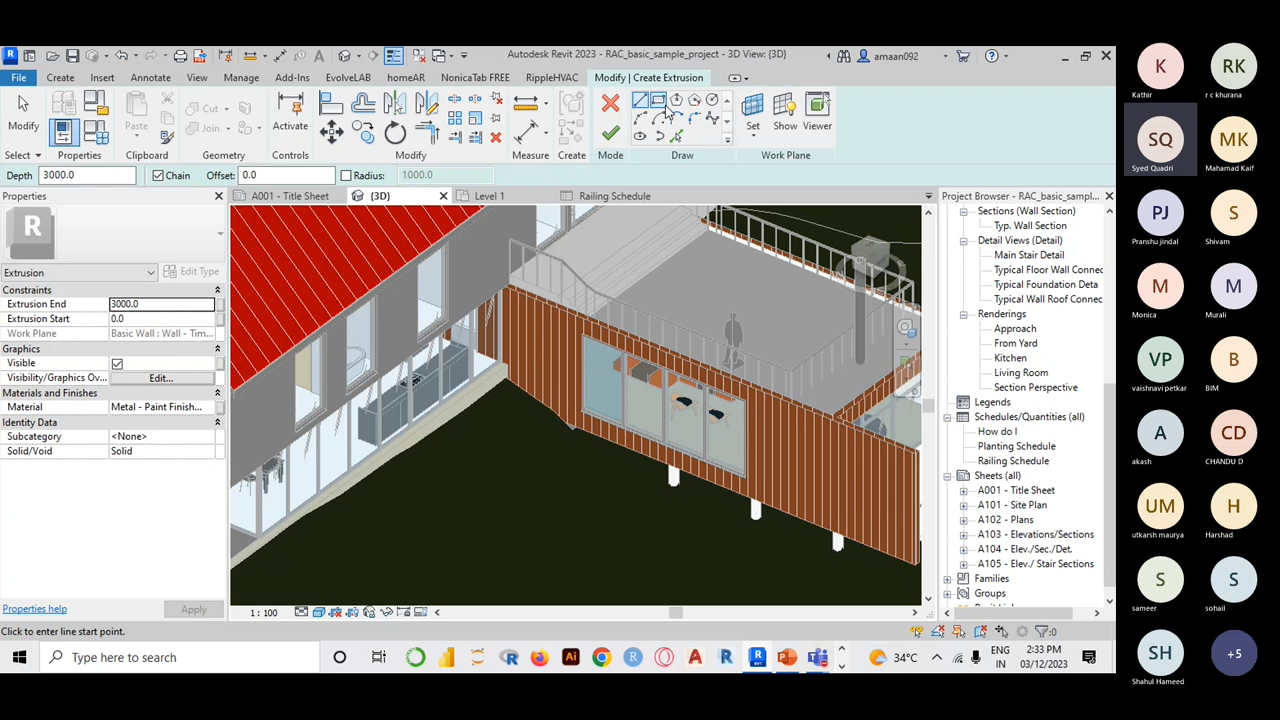 Autodesk Revit 2023 - RAC_basic_sample_project - 3D View: {3D}
amaan092
File
Create
Insert
Annotate
View
Manage
Add-Ins
EvolveLAB
homeAR
NonicaTab FREE
RippleHVAC
Modify | Create Extrusion
Modify
Paste
Cope
Cut
Join
Activate
Set
Show
Viewer
Select
Properties
Clipboard
Geometry
Controls
Modify
Measure
Create
Mode
Draw
Work Plane
Depth
3000.0
Chain
Offset:
0.0
Radius:
1000.0
Properties
A001 - Title Sheet
{3D}
Level 1
Railing Schedule
Project Browser - RAC_basic_sampl...
R
Extrusion
Edit Type
Constraints
Extrusion End
3000.0
Extrusion Start
0.0
Work Plane
Basic Wall : Wall - Tim...
Graphics
Visible
Visibility/Graphics Ov...
Edit...
Materials and Finishes
Material
Metal - Paint Finish...
Identity Data
Subcategory
<None>
Solid/Void
Solid
Properties help
Apply
Sections (Wall Section)
Typ. Wall Section
Detail Views (Detail)
Main Stair Detail
Typical Floor Wall Connec
Typical Foundation Deta
Typical Wall Roof Connec
Renderings
Approach
From Yard
Kitchen
Living Room
Section Perspective
Legends
Schedules/Quantities (all)
How do I
Planting Schedule
Railing Schedule
Sheets (all)
A001 - Title Sheet
A101 - Site Plan
A102 - Plans
A103 - Elevations/Sections
A104 - Elev./Sec./Det.
A105 - Elev./ Stair Sections
Families
Groups
1 : 100
Click to enter line start point.
:0
Type here to search
34°C
ENG
IN
2:33 PM
03/12/2023
K
Kathir
RK
r c khurana
SQ
Syed Quadri
MK
Mahamad Kaif
PJ
Pranshu jindal
S
Shivam
M
Monica
M
Murali
VP
vaishnavi petkar
B
BIM
A
akash
CD
CHANDU D
UM
utkarsh maurya
H
Harshad
S
sameer
S
sohail
SH
Shahul Hameed
+5